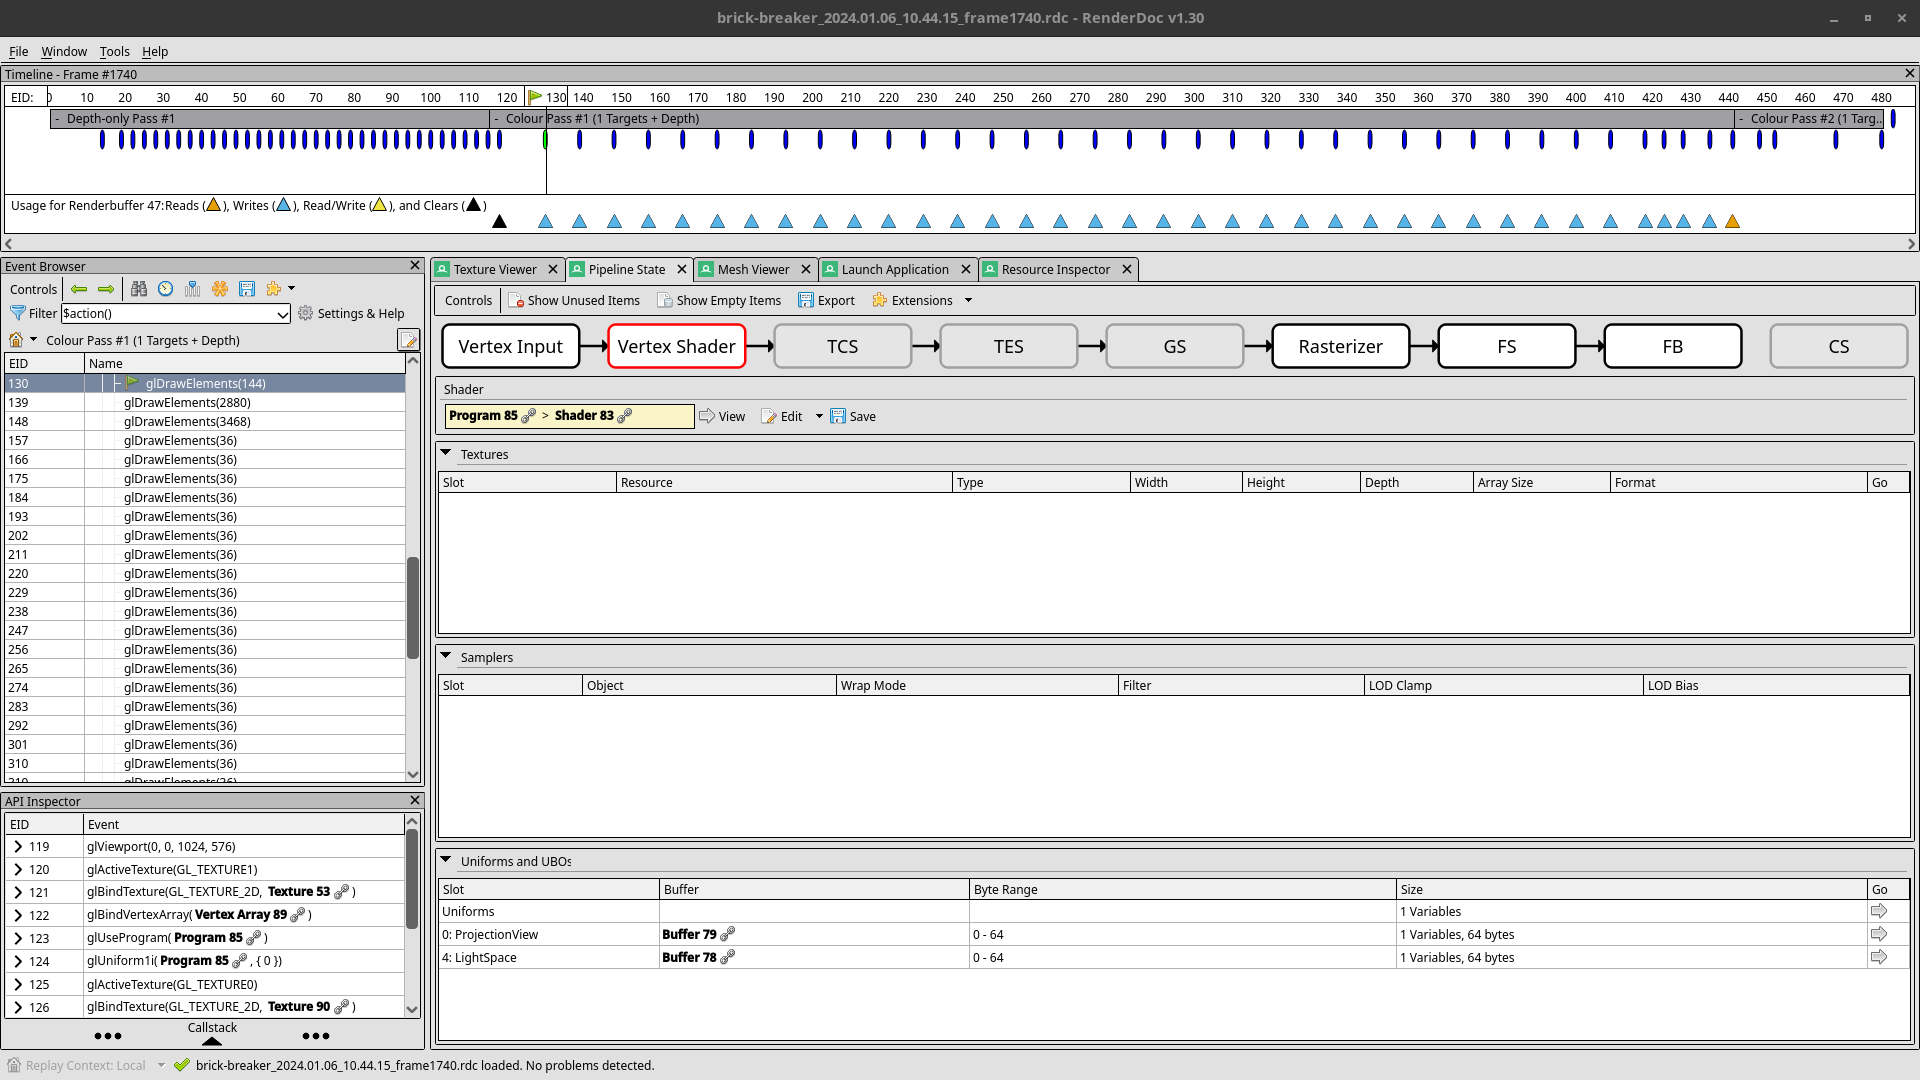 brick-breaker_2024.01.06_10.44.15_frame1740.rdc - RenderDoc v1.30
File Window Tools Help
Timeline - Frame #1740
EID: 0 10 20 30 40 50 60 70 80 90 100 110 120 130 140 150 160 170 180 190 200 210 220 230 240 250 260 270 280 290 300 310 320 330 340 350 360 370 380 390 400 410 420 430 440 450 460 470 480
- Depth-only Pass #1 - Colour Pass #1 (1 Targets + Depth) - Colour Pass #2 (1 Targ..
Usage for Renderbuffer 47: Reads ( ), Writes ( ), Read/Write ( ), and Clears ( )
Event Browser
Controls
Filter $action() Settings & Help
Colour Pass #1 (1 Targets + Depth)
EID Name
130 glDrawElements(144)
139 glDrawElements(2880)
148 glDrawElements(3468)
157 glDrawElements(36)
166 glDrawElements(36)
175 glDrawElements(36)
184 glDrawElements(36)
193 glDrawElements(36)
202 glDrawElements(36)
211 glDrawElements(36)
220 glDrawElements(36)
229 glDrawElements(36)
238 glDrawElements(36)
247 glDrawElements(36)
256 glDrawElements(36)
265 glDrawElements(36)
274 glDrawElements(36)
283 glDrawElements(36)
292 glDrawElements(36)
301 glDrawElements(36)
310 glDrawElements(36)
319 glDrawElements(36)
API Inspector
EID Event
119 glViewport(0, 0, 1024, 576)
120 glActiveTexture(GL_TEXTURE1)
121 glBindTexture(GL_TEXTURE_2D, Texture 53 )
122 glBindVertexArray( Vertex Array 89 )
123 glUseProgram( Program 85 )
124 glUniform1i( Program 85 , { 0 })
125 glActiveTexture(GL_TEXTURE0)
126 glBindTexture(GL_TEXTURE_2D, Texture 90 )
Callstack
Texture Viewer Pipeline State Mesh Viewer Launch Application Resource Inspector
Controls Show Unused Items Show Empty Items Export Extensions
Vertex Input Vertex Shader TCS TES GS Rasterizer FS FB CS
Shader
Program 85 > Shader 83 View Edit Save
Textures
Slot Resource Type Width Height Depth Array Size Format Go
Samplers
Slot Object Wrap Mode Filter LOD Clamp LOD Bias
Uniforms and UBOs
Slot Buffer Byte Range Size Go
Uniforms 1 Variables
0: ProjectionView Buffer 79 0 - 64 1 Variables, 64 bytes
4: LightSpace Buffer 78 0 - 64 1 Variables, 64 bytes
Replay Context: Local brick-breaker_2024.01.06_10.44.15_frame1740.rdc loaded. No problems detected.